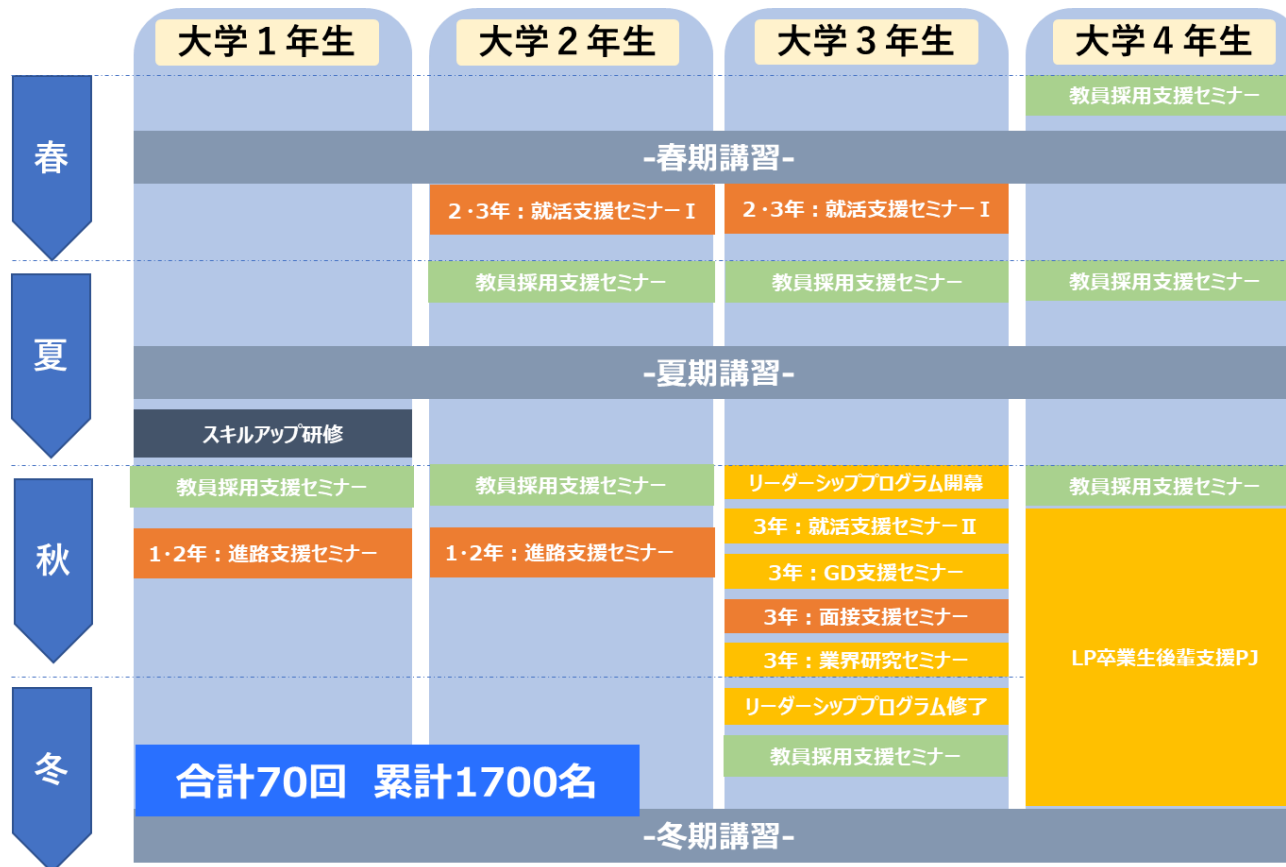 大学1年生
大学2年生
大学3年生
大学4年生
春
教員採用支援セミナー
-春期講習-
2・3年：就活支援セミナーⅠ
2・3年：就活支援セミナーⅠ
夏
教員採用支援セミナー
教員採用支援セミナー
教員採用支援セミナー
-夏期講習-
スキルアップ研修
秋
教員採用支援セミナー
教員採用支援セミナー
リーダーシッププログラム開幕
教員採用支援セミナー
1・2年：進路支援セミナー
1・2年：進路支援セミナー
3年：就活支援セミナーⅡ
3年：GD支援セミナー
3年：面接支援セミナー
3年：業界研究セミナー
LP卒業生後輩支援PJ
冬
リーダーシッププログラム修了
教員採用支援セミナー
合計70回 累計1700名
-冬期講習-